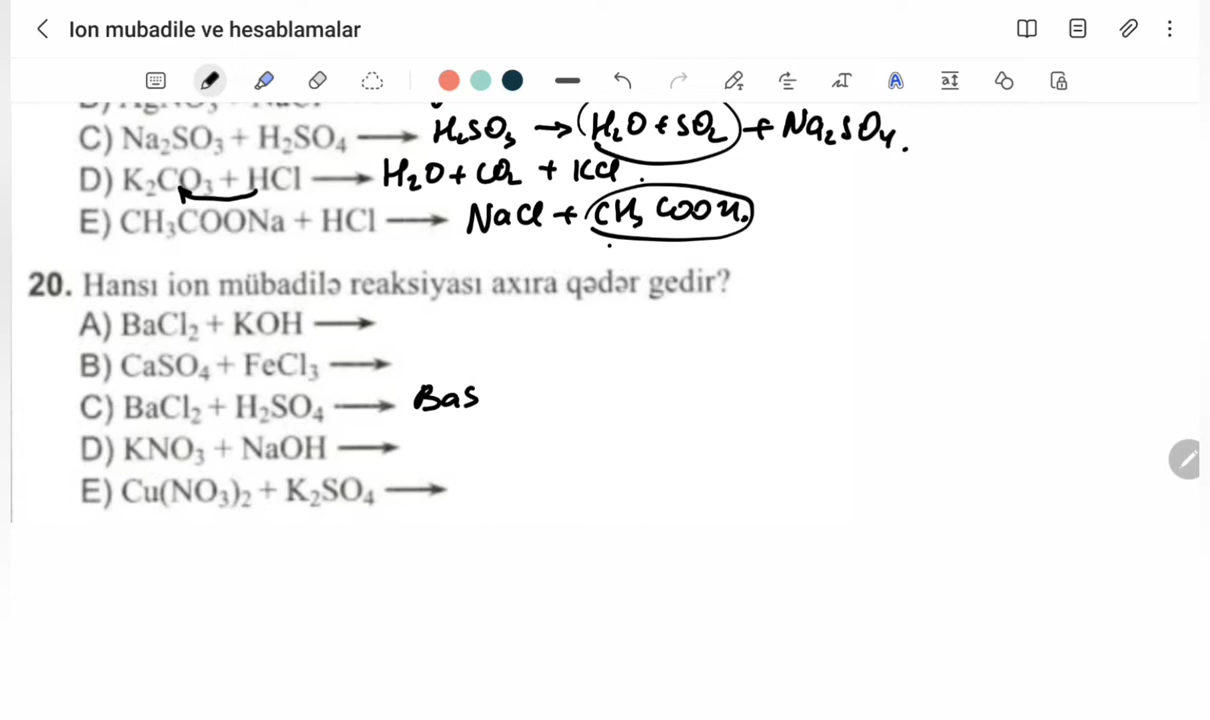 Ion mubadile ve hesablamalar
C) Na₂SO₃ + H₂SO₄ ⟶ H₂SO₃ → (H₂O + SO₂) + Na₂SO₄.
D) K₂CO₃ + HCl ⟶ H₂O + CO₂ + KCl.
E) CH₃COONa + HCl ⟶ NaCl + CH₃COOH.
20. Hansı ion mübadilə reaksiyası axıra qədər gedir?
A) BaCl₂ + KOH ⟶
B) CaSO₄ + FeCl₃ ⟶
C) BaCl₂ + H₂SO₄ ⟶ BaS
D) KNO₃ + NaOH ⟶
E) Cu(NO₃)₂ + K₂SO₄ ⟶